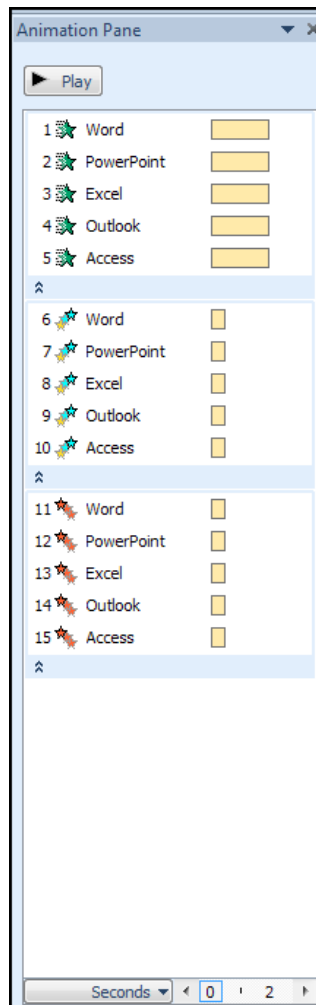 Animation Pane
Play
1 Word
2 PowerPoint
3 Excel
4 Outlook
5 Access
6 Word
7 PowerPoint
8 Excel
9 Outlook
10 Access
11 Word
12 PowerPoint
13 Excel
14 Outlook
15 Access
Seconds 0 2